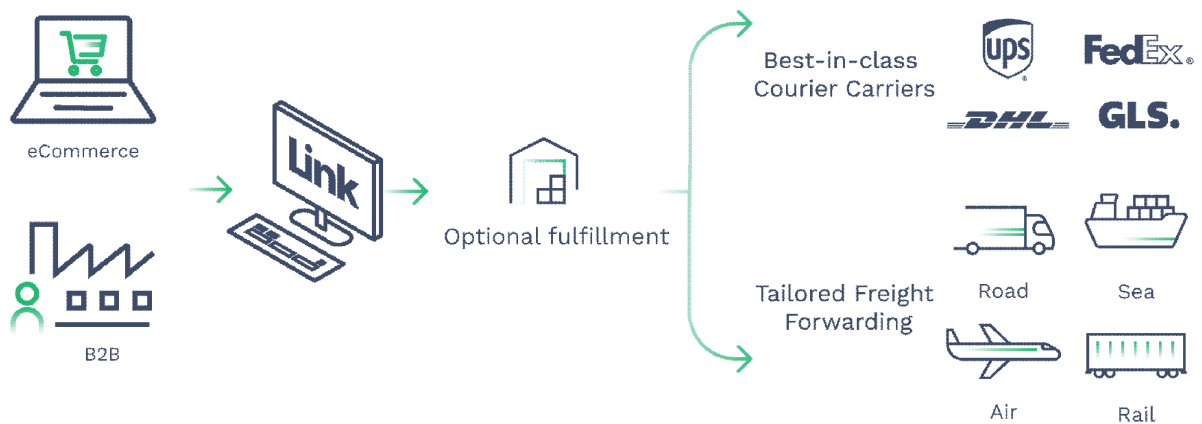 eCommerce
B2B
Link
Optional fulfillment
Best-in-class
Courier Carriers
ups
FedEx®
DHL
GLS.
Tailored Freight
Forwarding
Road
Sea
Air
Rail